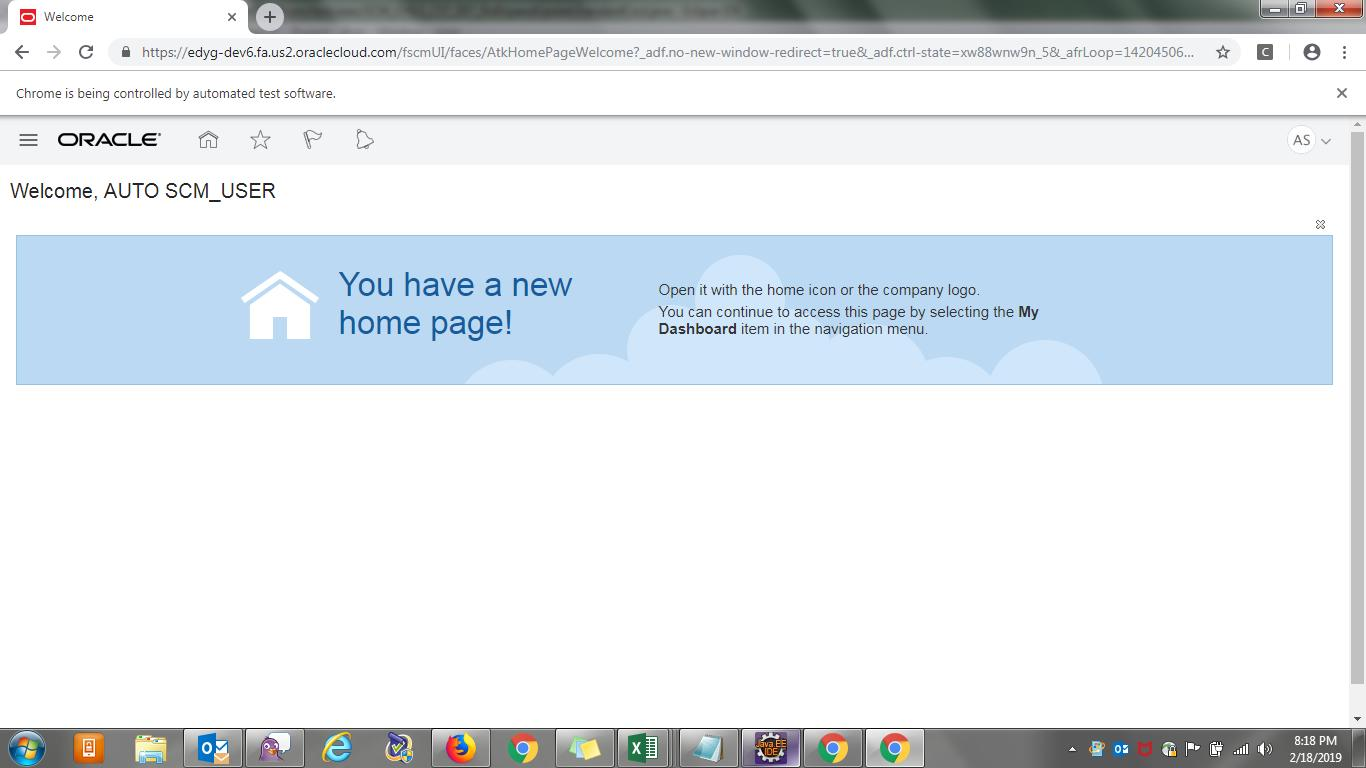 Welcome
https://edyg-dev6.fa.us2.oraclecloud.com/fscmUI/faces/AtkHomePageWelcome?_adf.no-new-window-redirect=true&_adf.ctrl-state=xw88wnw9n_5&_afrLoop=14204506...
C
Chrome is being controlled by automated test software.
ORACLE
AS
Welcome, AUTO SCM_USER
You have a new
home page!
Open it with the home icon or the company logo.
You can continue to access this page by selecting the My
Dashboard item in the navigation menu.
Java EE
IDE
8:18 PM
2/18/2019